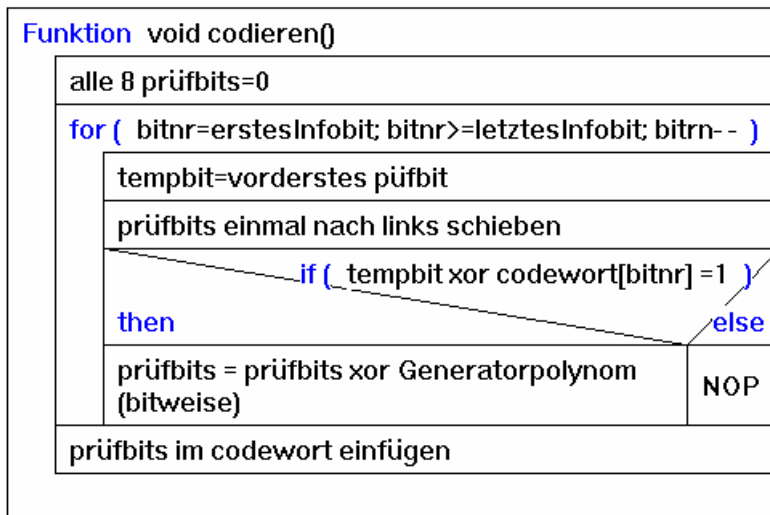 Funktion void codieren()
alle 8 prüfbits=0
for ( bitnr=erstesInfobit; bitnr>=letztesInfobit; bitrn-- )
tempbit=vorderstes püfbit
prüfbits einmal nach links schieben
if ( tempbit xor codewort[bitnr] =1 )
then else
prüfbits = prüfbits xor Generatorpolynom
(bitweise)
NOP
prüfbits im codewort einfügen